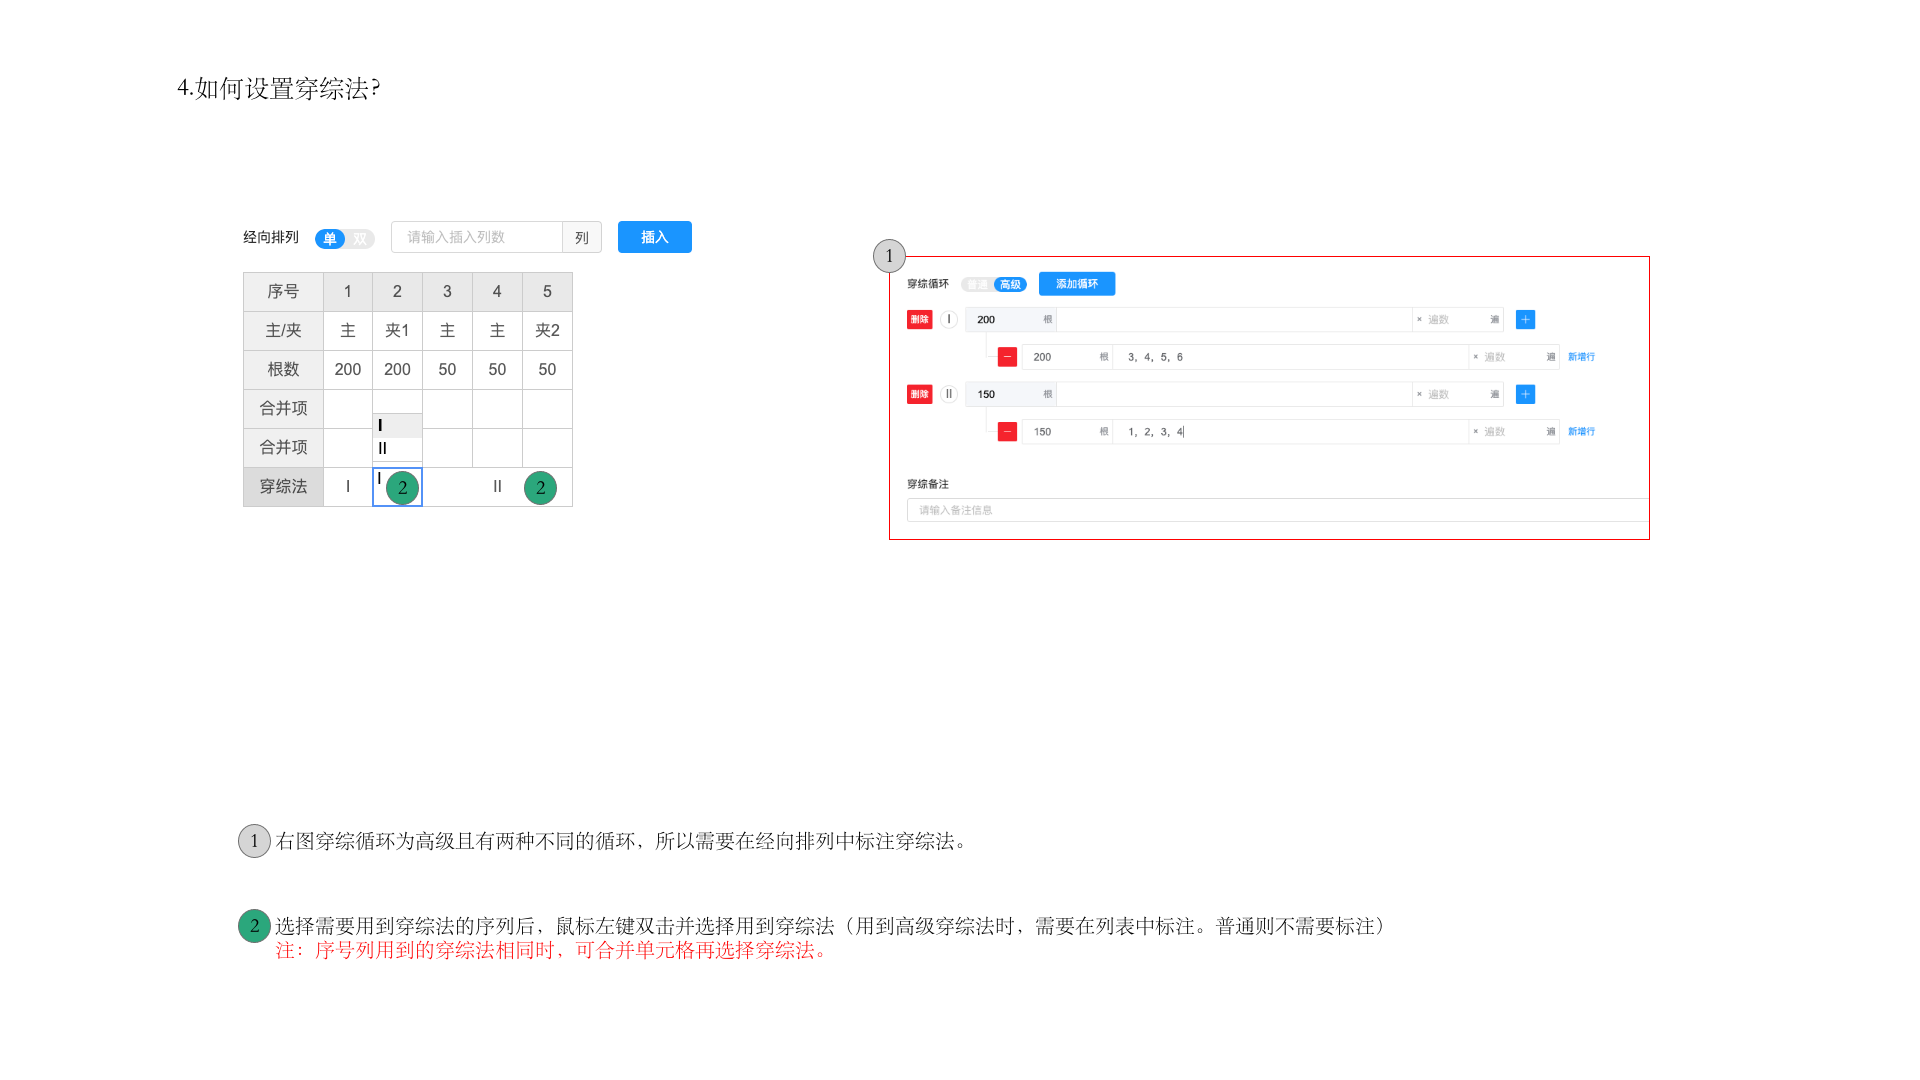 4.如何设置穿综法?
经向排列 单 双 请输入插入列数 列 插入
序号 1 2 3 4 5
主/夹 主 夹1 主 主 夹2
根数 200 200 50 50 50
合并项
I
合并项 II
穿综法 I I 2 II 2
1
穿综循环 普通 高级 添加循环
删除 I 200 根 × 遍数 遍 +
− 200 根 3, 4, 5, 6 × 遍数 遍 新增行
删除 II 150 根 × 遍数 遍 +
− 150 根 1, 2, 3, 4 × 遍数 遍 新增行
穿综备注
请输入备注信息
1 右图穿综循环为高级且有两种不同的循环，所以需要在经向排列中标注穿综法。
2 选择需要用到穿综法的序列后，鼠标左键双击并选择用到穿综法（用到高级穿综法时，需要在列表中标注。普通则不需要标注）
注：序号列用到的穿综法相同时，可合并单元格再选择穿综法。